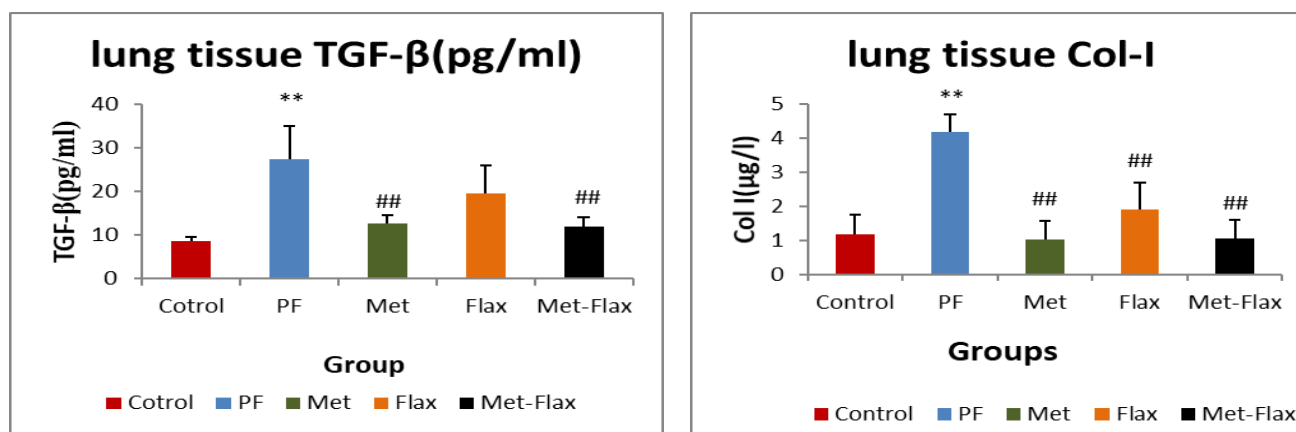 lung tissue TGF-β(pg/ml)
TGF-β(pg/ml)
40
30
20
10
0
**
##
##
Cotrol PF Met Flax Met-Flax
Group
Cotrol PF Met Flax Met-Flax
lung tissue Col-I
Col I(µg/l)
5
4
3
2
1
0
**
##
##
##
Control PF Met Flax Met-Flax
Groups
Control PF Met Flax Met-Flax